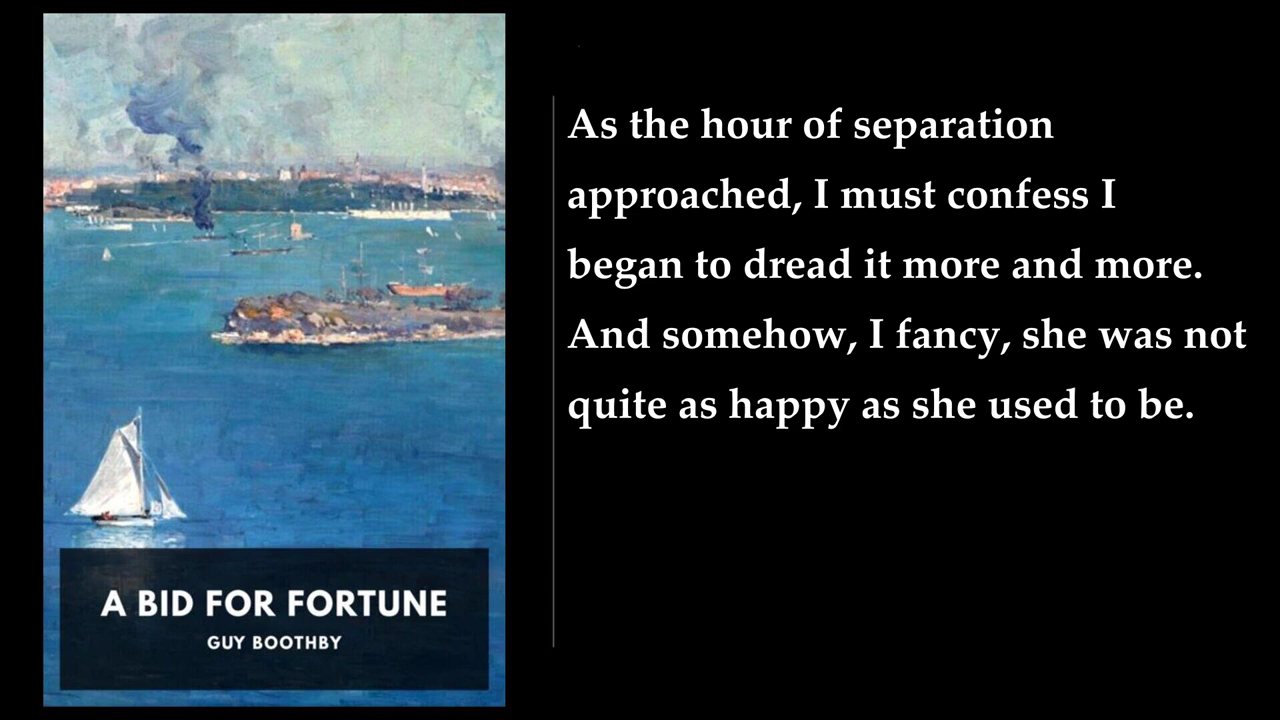 As the hour of separation
approached, I must confess I
began to dread it more and more.
And somehow, I fancy, she was not
quite as happy as she used to be.
A BID FOR FORTUNE
GUY BOOTHBY